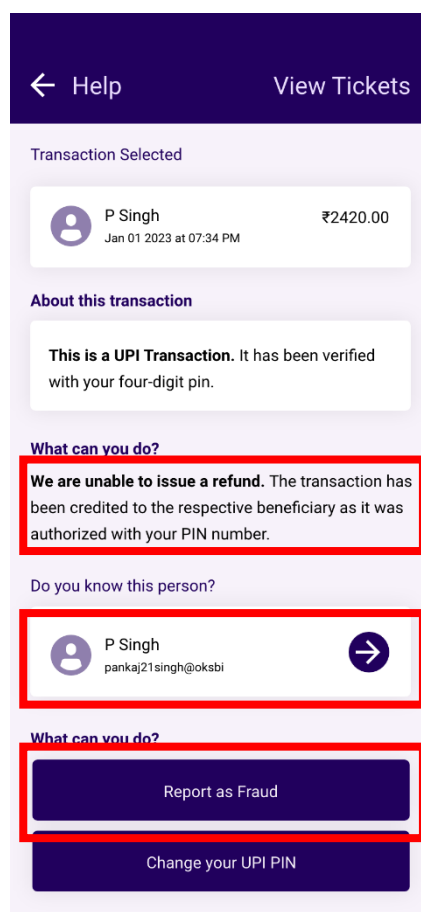 Help
View Tickets
Transaction Selected
P Singh
₹2420.00
Jan 01 2023 at 07:34 PM
About this transaction
This is a UPI Transaction. It has been verified
with your four-digit pin.
What can you do?
We are unable to issue a refund. The transaction has
been credited to the respective beneficiary as it was
authorized with your PIN number.
Do you know this person?
P Singh
pankaj21singh@oksbi
What can you do?
Report as Fraud
Change your UPI PIN